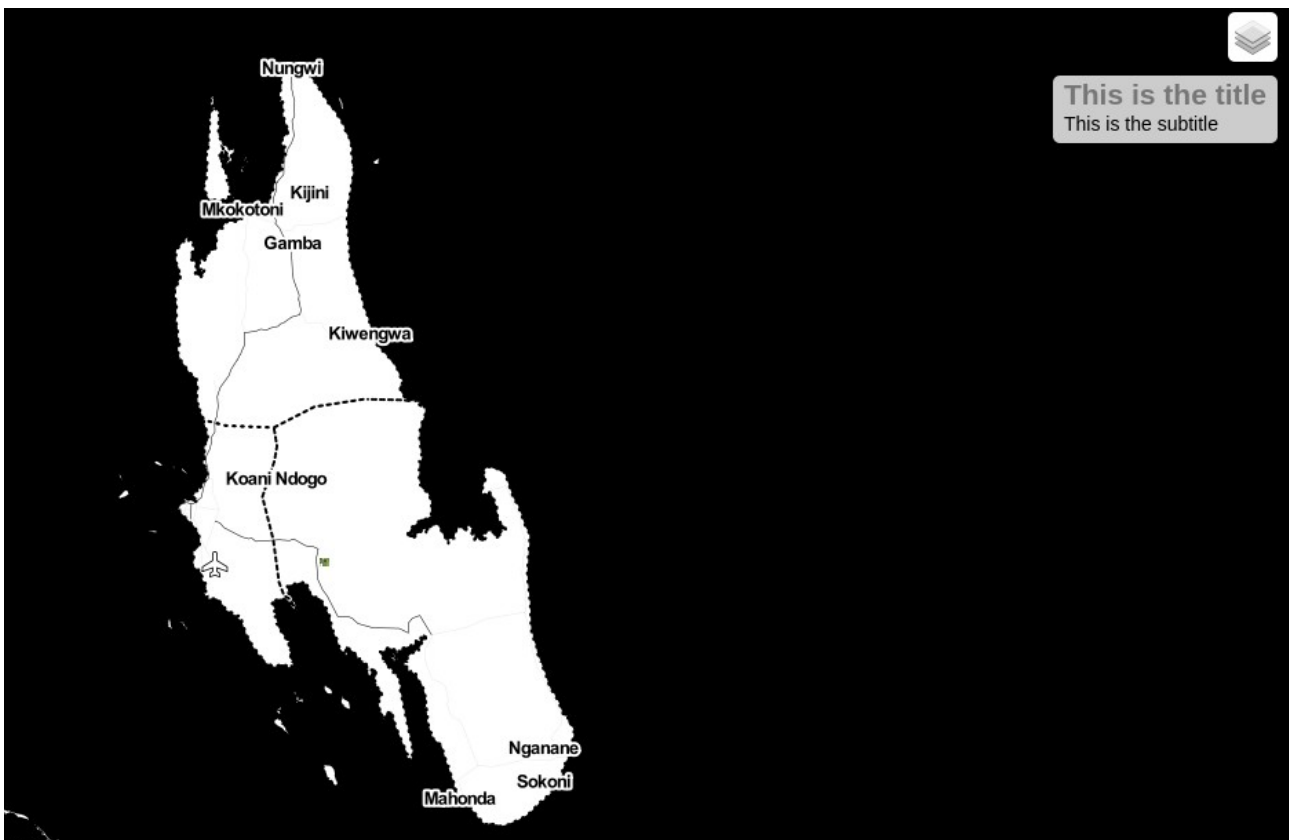 This is the title
This is the subtitle
Nungwi
Kijini
Mkokotoni
Gamba
Kiwengwa
Koani Ndogo
Nganane
Sokoni
Mahonda